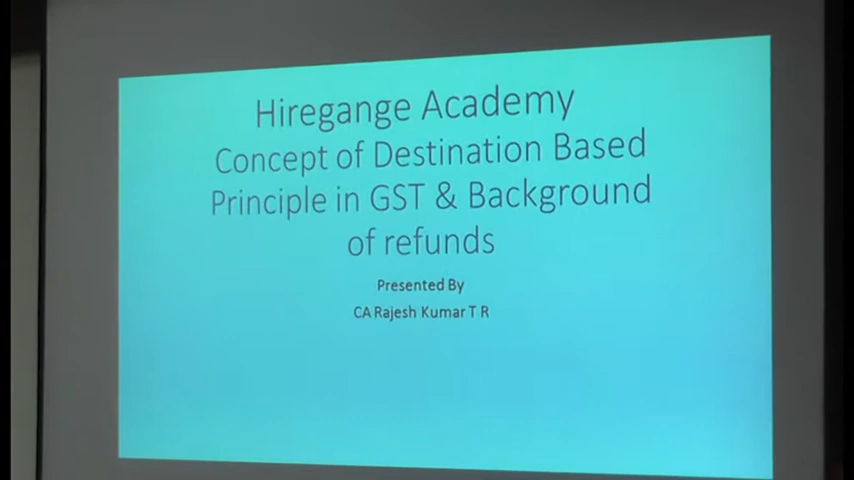 Hiregange Academy
Concept of Destination Based
Principle in GST & Background
of refunds
Presented By
CA Rajesh Kumar T R